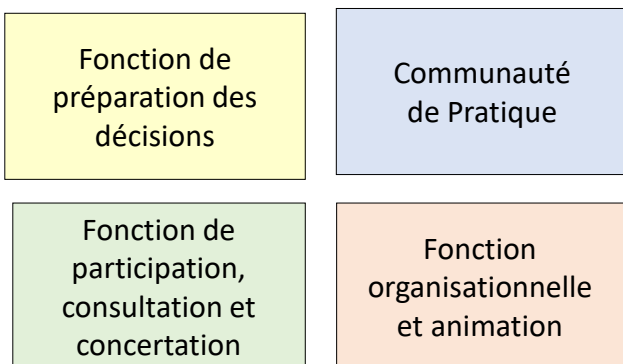 Fonction de
préparation des
décisions
Communauté
de Pratique
Fonction de
participation,
consultation et
concertation
Fonction
organisationnelle
et animation